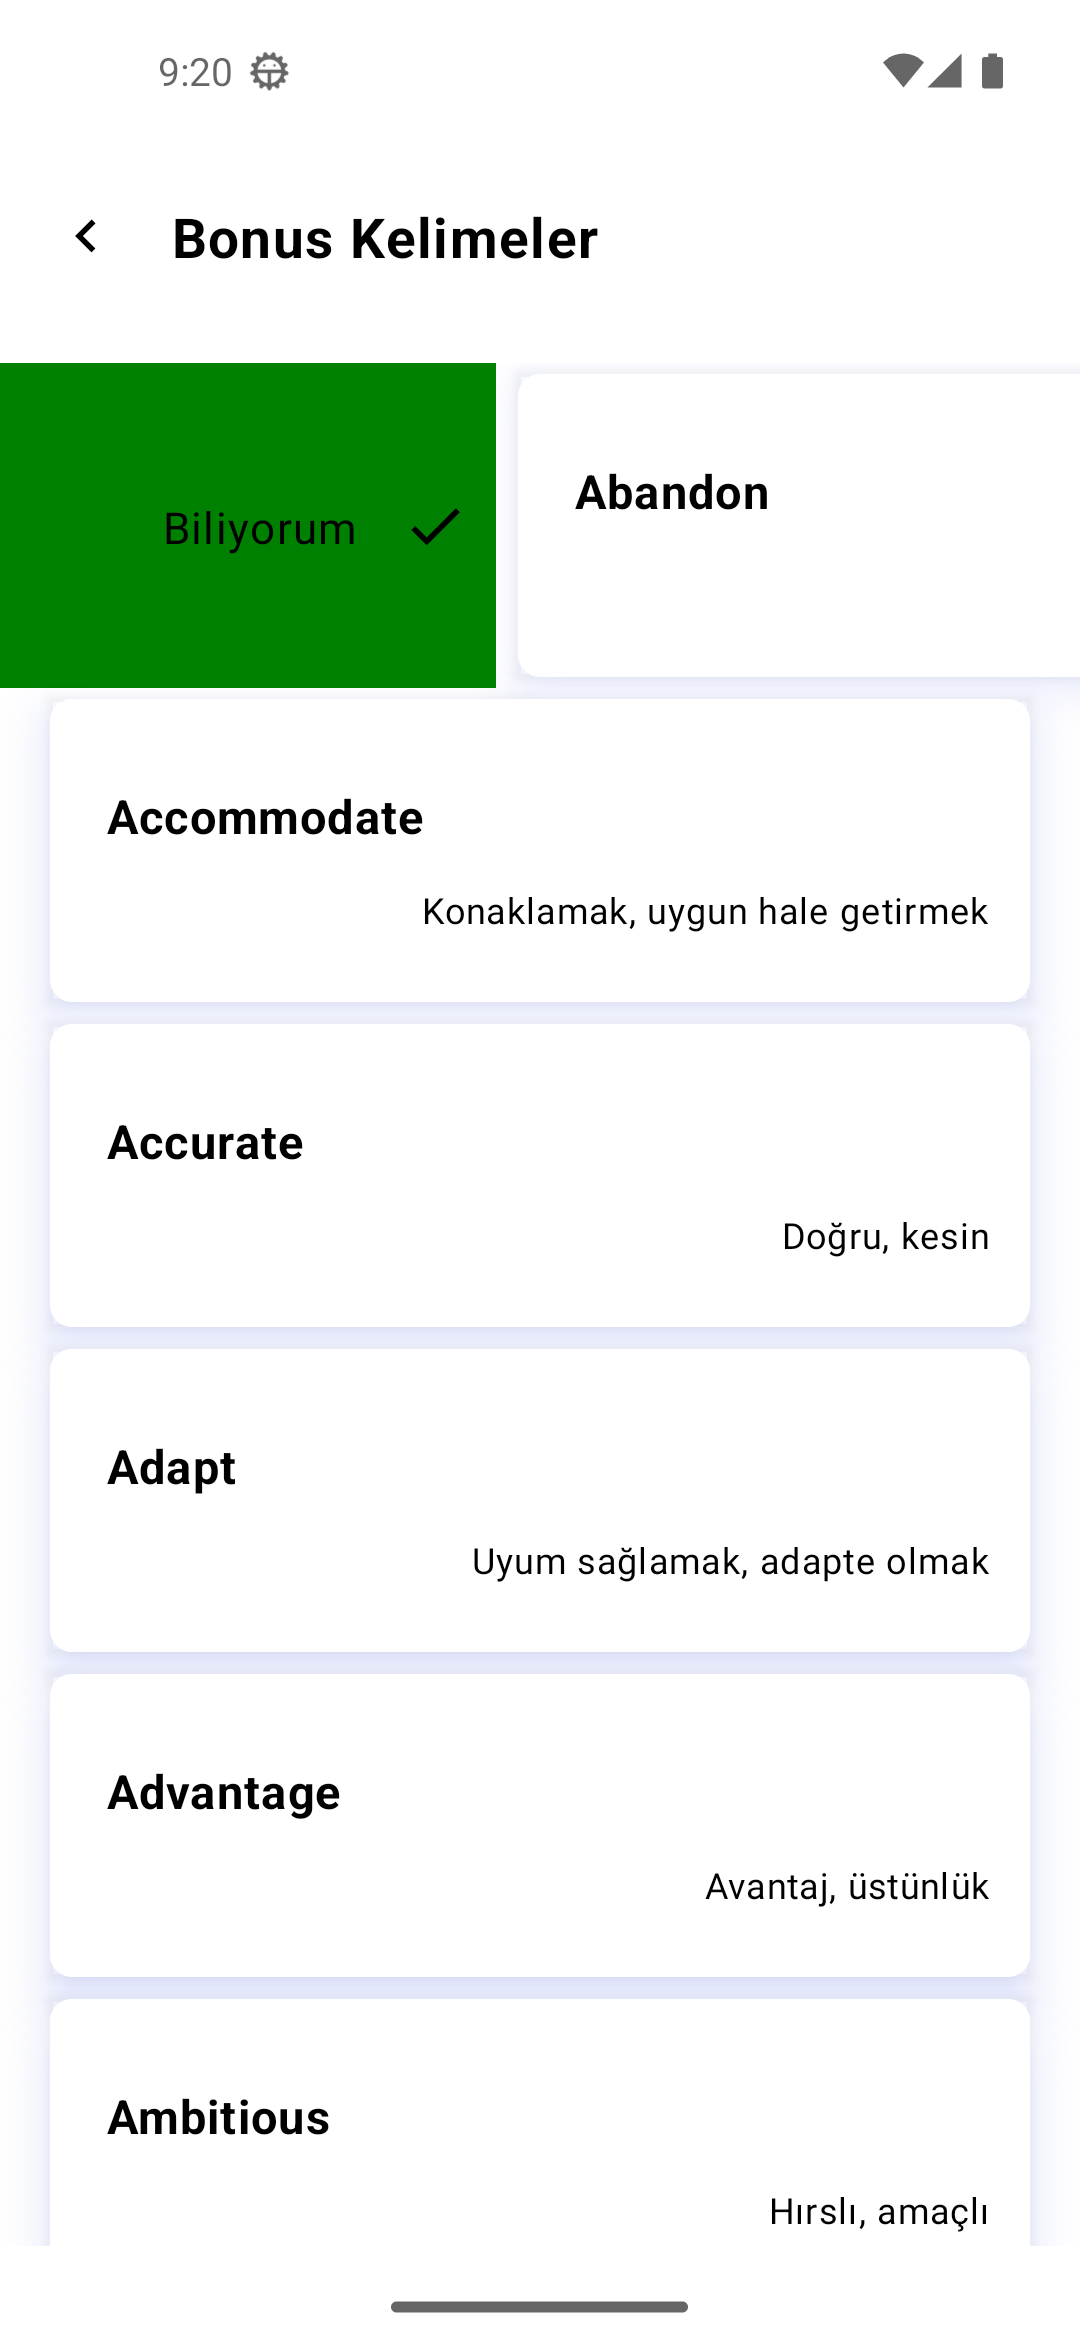 9:20
Bonus Kelimeler
Biliyorum
Abandon
Accommodate
Konaklamak, uygun hale getirmek
Accurate
Doğru, kesin
Adapt
Uyum sağlamak, adapte olmak
Advantage
Avantaj, üstünlük
Ambitious
Hırslı, amaçlı